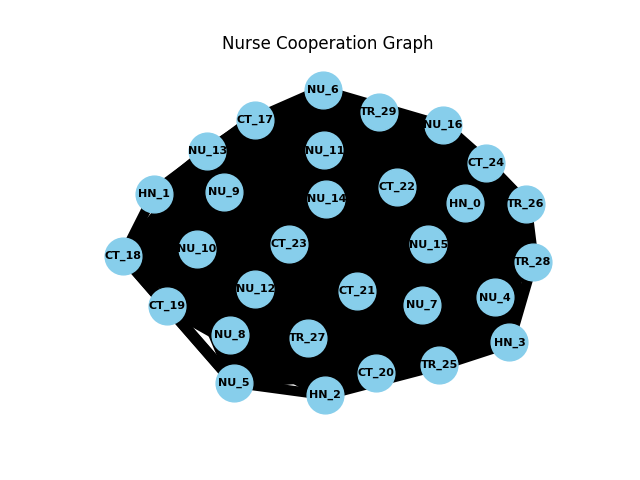 Nurse Cooperation Graph
NU_6
TR_29
CT_17
NU_16
NU_13
NU_11
CT_24
CT_22
NU_9
HN_1
NU_14
HN_0
TR_26
CT_23
NU_15
NU_10
CT_18
TR_28
NU_12
CT_21
NU_4
NU_7
CT_19
NU_8
TR_27
HN_3
TR_25
CT_20
NU_5
HN_2